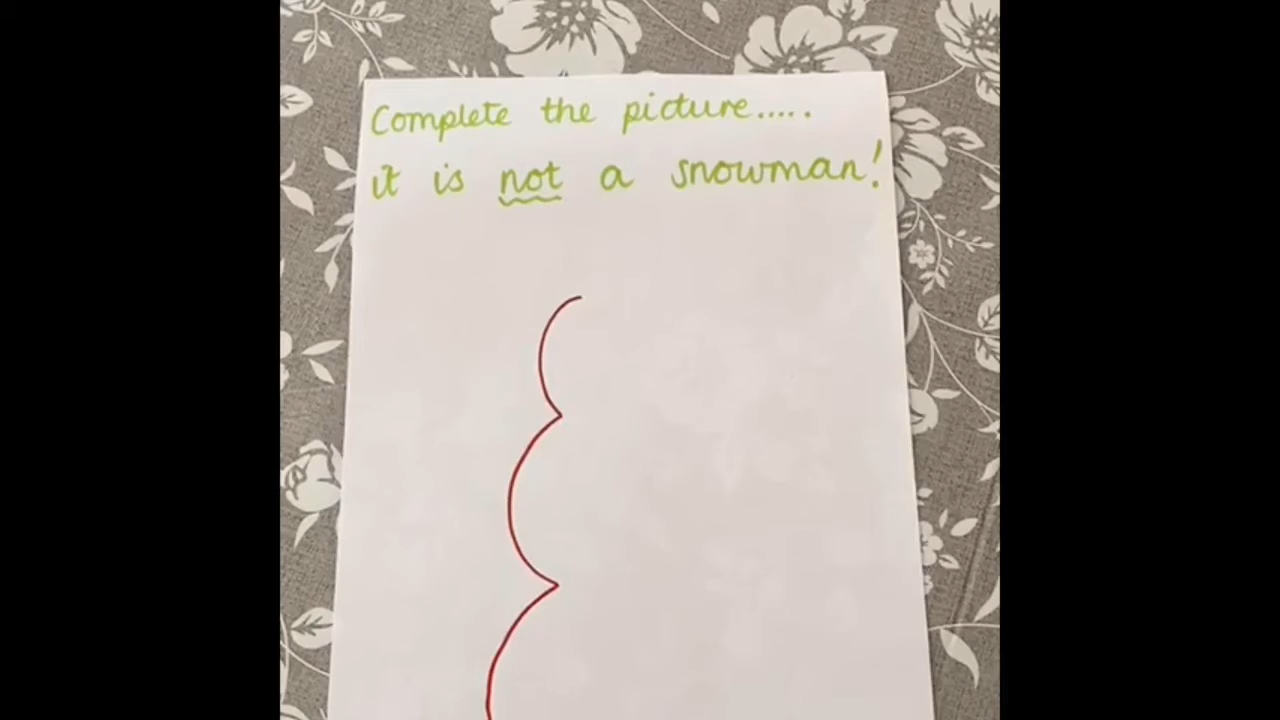 Complete the picture.....
it is not a snowman!